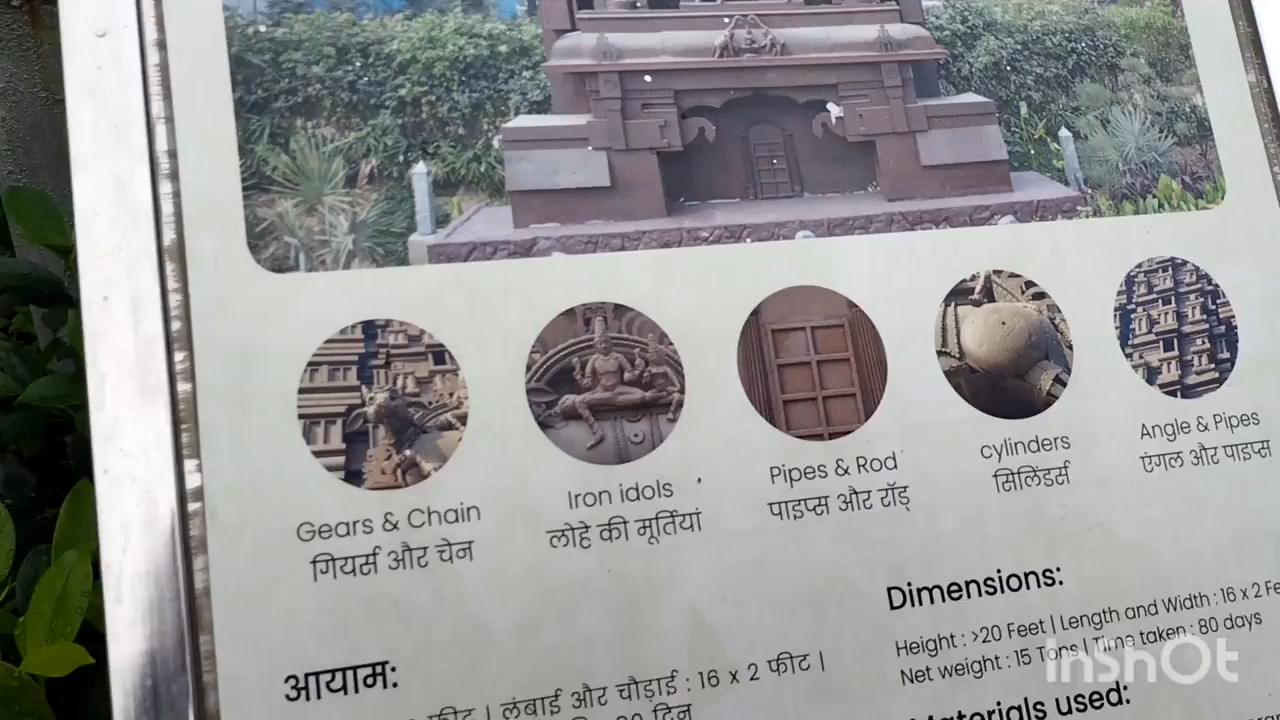 Gears & Chain
गियर्स और चेन
Iron idols
लोहे की मूर्तियां
Pipes & Rod
पाइप्स और रॉड्
cylinders
सिलिंडर्स
Angle & Pipes
एंगल और पाइप्स
आयाम:
फीट | लंबाई और चौड़ाई : 16 x 2 फीट |
दिन
Dimensions:
Height : >20 Feet | Length and Width : 16 x 2
Net weight : 15 Tons | Time taken : 80 days
Materials used:
InShOt